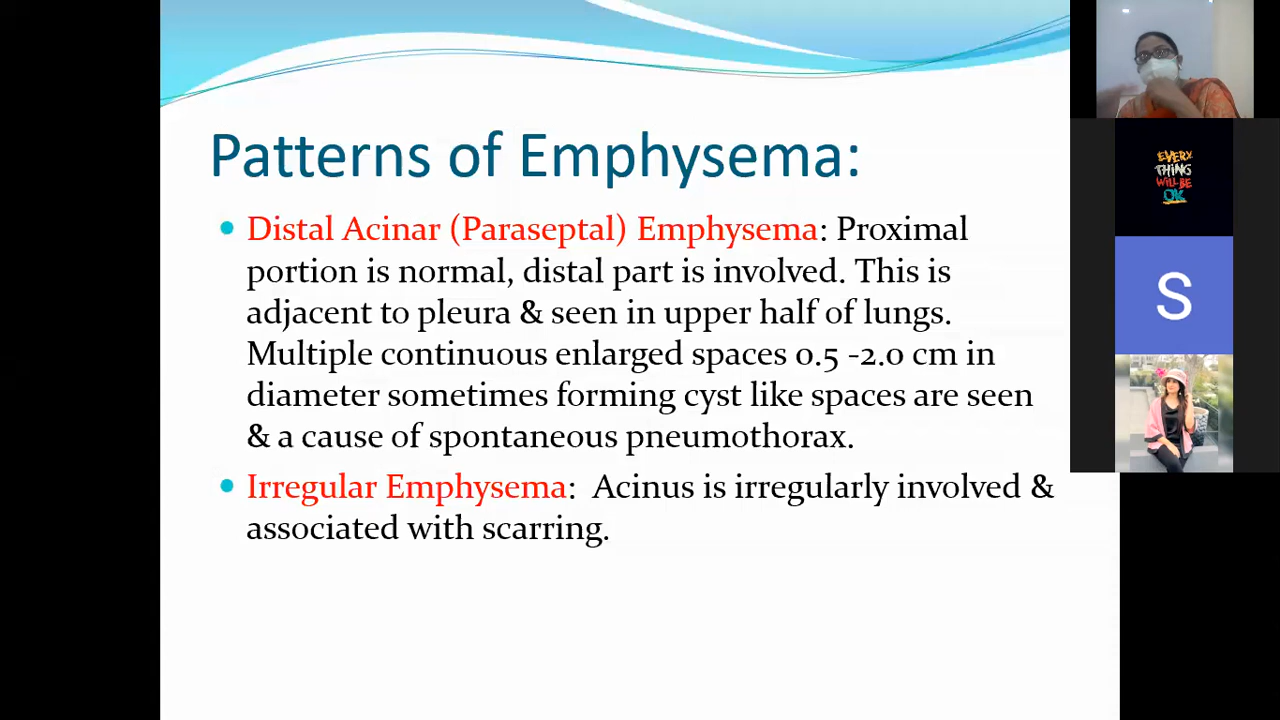 Patterns of Emphysema:
Distal Acinar (Paraseptal) Emphysema: Proximal
portion is normal, distal part is involved. This is
adjacent to pleura & seen in upper half of lungs.
Multiple continuous enlarged spaces 0.5 -2.0 cm in
diameter sometimes forming cyst like spaces are seen
& a cause of spontaneous pneumothorax.
Irregular Emphysema: Acinus is irregularly involved &
associated with scarring.
EVERY
THING
WILL BE
OK
S